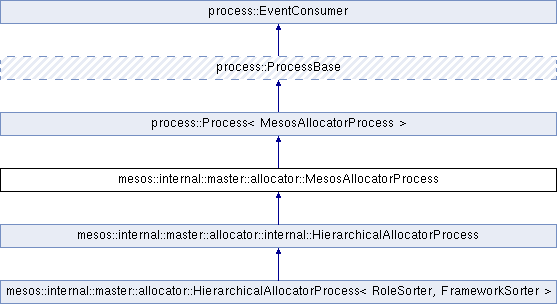 process::EventConsumer
process::ProcessBase
process::Process< MesosAllocatorProcess >
mesos::internal::master::allocator::MesosAllocatorProcess
mesos::internal::master::allocator::internal::HierarchicalAllocatorProcess
mesos::internal::master::allocator::HierarchicalAllocatorProcess< RoleSorter, FrameworkSorter >